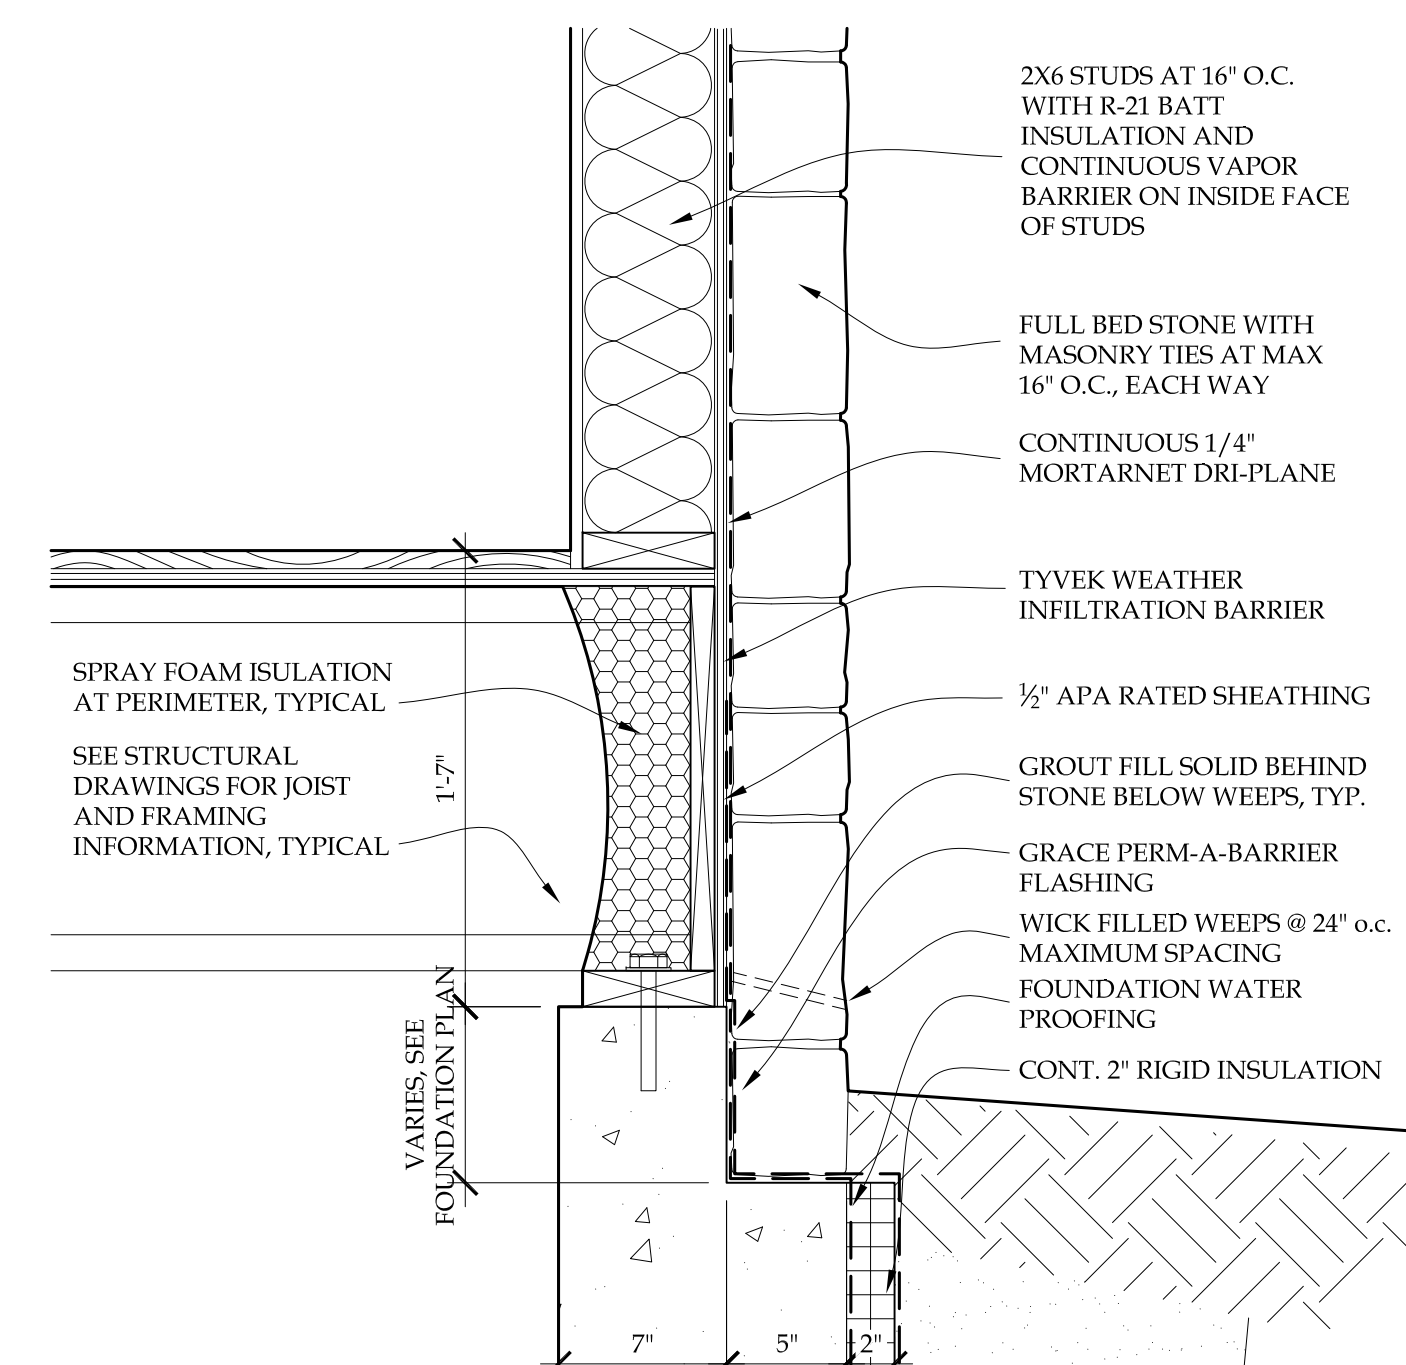 2X6 STUDS AT 16" O.C.
WITH R-21 BATT
INSULATION AND
CONTINUOUS VAPOR
BARRIER ON INSIDE FACE
OF STUDS
FULL BED STONE WITH
MASONRY TIES AT MAX
16" O.C., EACH WAY
CONTINUOUS 1/4"
MORTARNET DRI-PLANE
TYVEK WEATHER
INFILTRATION BARRIER
½" APA RATED SHEATHING
GROUT FILL SOLID BEHIND
STONE BELOW WEEPS, TYP.
GRACE PERM-A-BARRIER
FLASHING
WICK FILLED WEEPS @ 24" o.c.
MAXIMUM SPACING
FOUNDATION WATER
PROOFING
CONT. 2" RIGID INSULATION
SPRAY FOAM ISULATION
AT PERIMETER, TYPICAL
SEE STRUCTURAL
DRAWINGS FOR JOIST
AND FRAMING
INFORMATION, TYPICAL
1'-7"
VARIES, SEE
FOUNDATION PLAN
7"
5"
2"